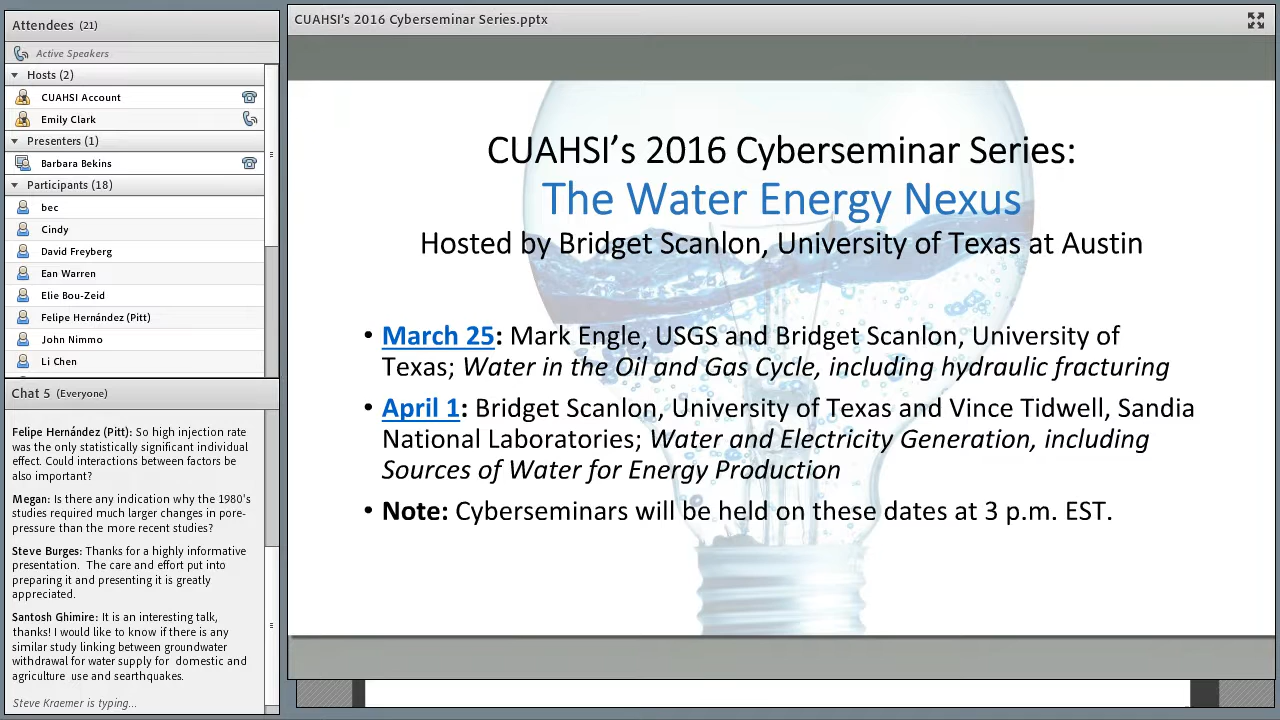 Attendees (21)
Active Speakers
Hosts (2)
CUAHSI Account
Emily Clark
Presenters (1)
Barbara Bekins
Participants (18)
bec
Cindy
David Freyberg
Ean Warren
Elie Bou-Zeid
Felipe Hernández (Pitt)
John Nimmo
Li Chen
Chat 5 (Everyone)
Felipe Hernández (Pitt): So high injection rate
was the only statistically significant individual
effect. Could interactions between factors be
also important?
Megan: Is there any indication why the 1980's
studies required much larger changes in pore-
pressure than the more recent studies?
Steve Burges: Thanks for a highly informative
presentation. The care and effort put into
preparing it and presenting it is greatly
appreciated.
Santosh Ghimire: It is an interesting talk,
thanks! I would like to know if there is any
similar study linking between groundwater
withdrawal for water supply for domestic and
agriculture use and searthquakes.
Steve Kraemer is typing...
CUAHSI's 2016 Cyberseminar Series.pptx
CUAHSI's 2016 Cyberseminar Series:
The Water Energy Nexus
Hosted by Bridget Scanlon, University of Texas at Austin
• March 25: Mark Engle, USGS and Bridget Scanlon, University of
Texas; Water in the Oil and Gas Cycle, including hydraulic fracturing
• April 1: Bridget Scanlon, University of Texas and Vince Tidwell, Sandia
National Laboratories; Water and Electricity Generation, including
Sources of Water for Energy Production
• Note: Cyberseminars will be held on these dates at 3 p.m. EST.